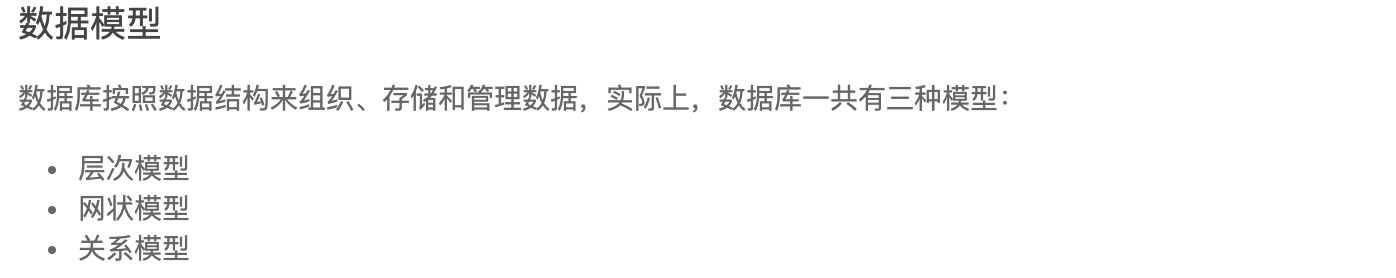 数据模型
数据库按照数据结构来组织、存储和管理数据，实际上，数据库一共有三种模型：
• 层次模型
• 网状模型
• 关系模型